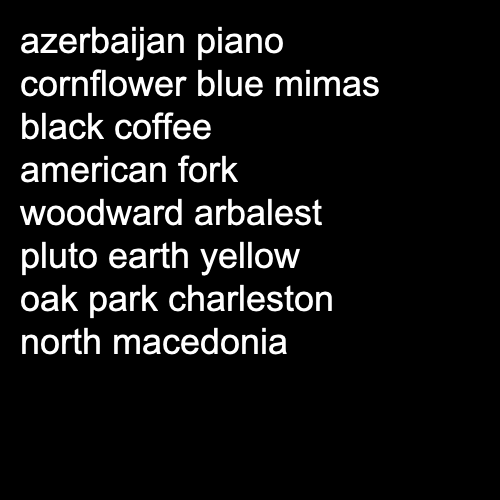 azerbaijan piano
cornflower blue mimas
black coffee
american fork
woodward arbalest
pluto earth yellow
oak park charleston
north macedonia